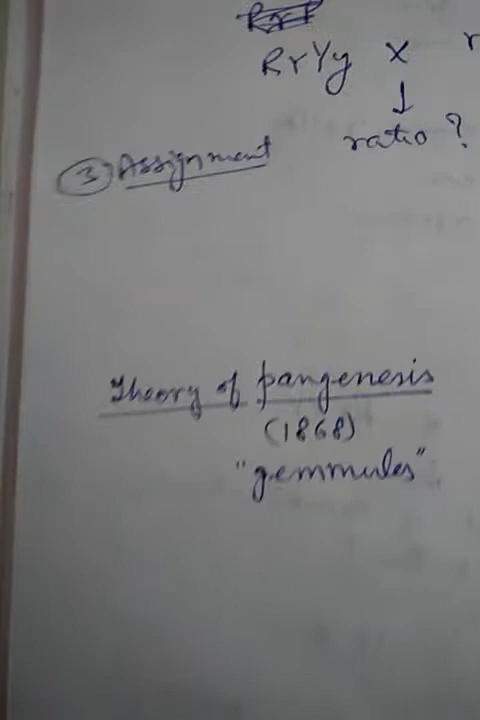 RrYy x r
↓
ratio ?
③ Assignment
Theory of pangenesis
(1868)
"gemmules"